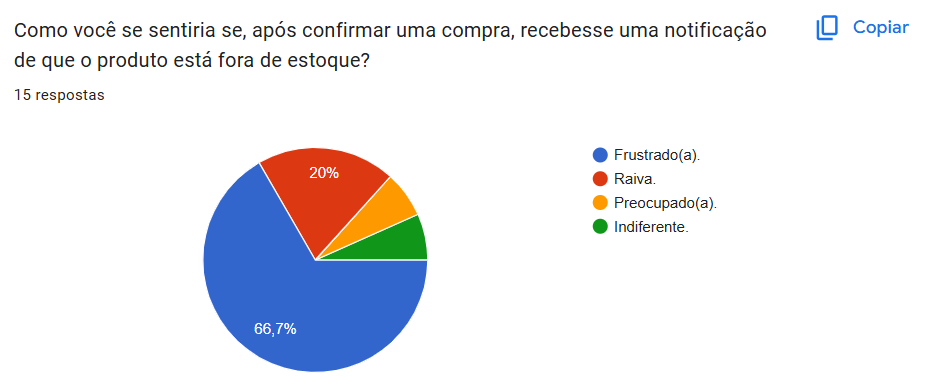 Como você se sentiria se, após confirmar uma compra, recebesse uma notificação
de que o produto está fora de estoque?
Copiar
15 respostas
20%
66,7%
Frustrado(a).
Raiva.
Preocupado(a).
Indiferente.